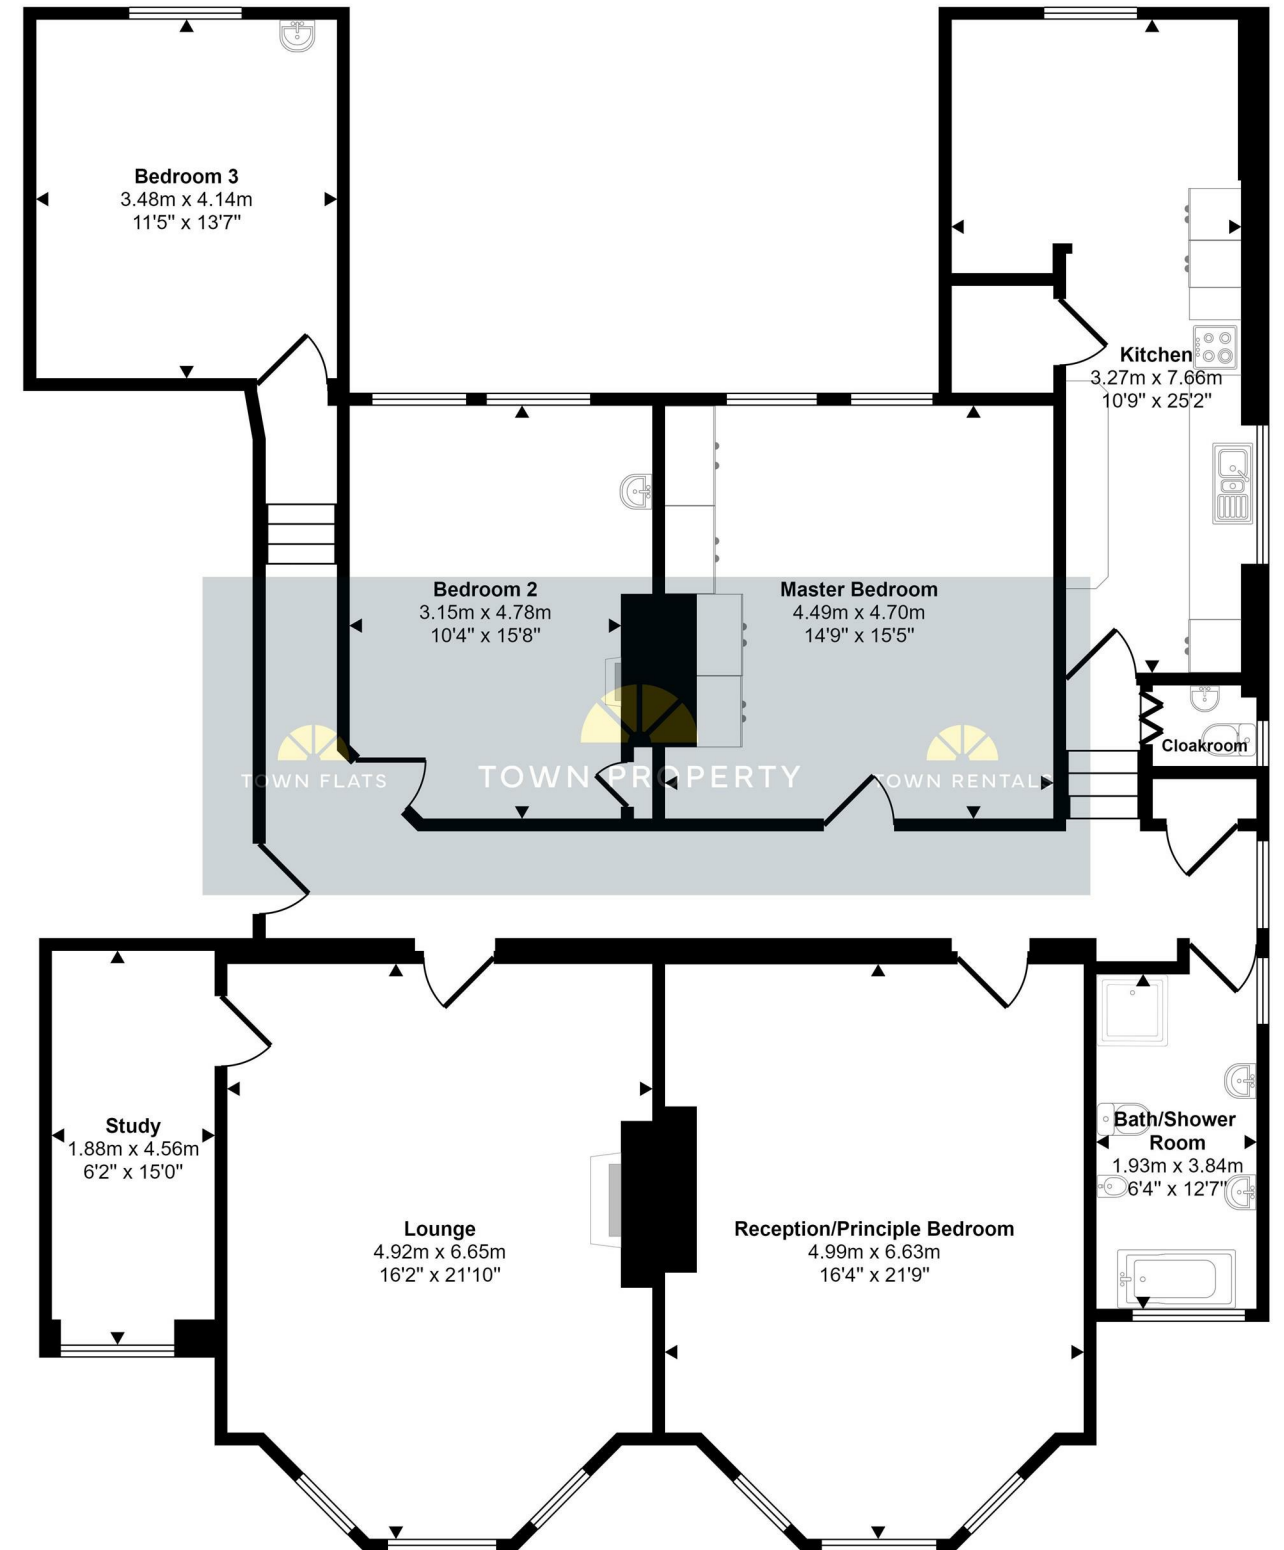 Bedroom 3
3.48m x 4.14m
11'5" x 13'7"
Kitchen
3.27m x 7.66m
10'9" x 25'2"
Bedroom 2
3.15m x 4.78m
10'4" x 15'8"
Master Bedroom
4.49m x 4.70m
14'9" x 15'5"
Cloakroom
TOWN FLATS
TOWN PROPERTY
TOWN RENTALS
Study
1.88m x 4.56m
6'2" x 15'0"
Bath/Shower
Room
1.93m x 3.84m
6'4" x 12'7"
Lounge
4.92m x 6.65m
16'2" x 21'10"
Reception/Principle Bedroom
4.99m x 6.63m
16'4" x 21'9"